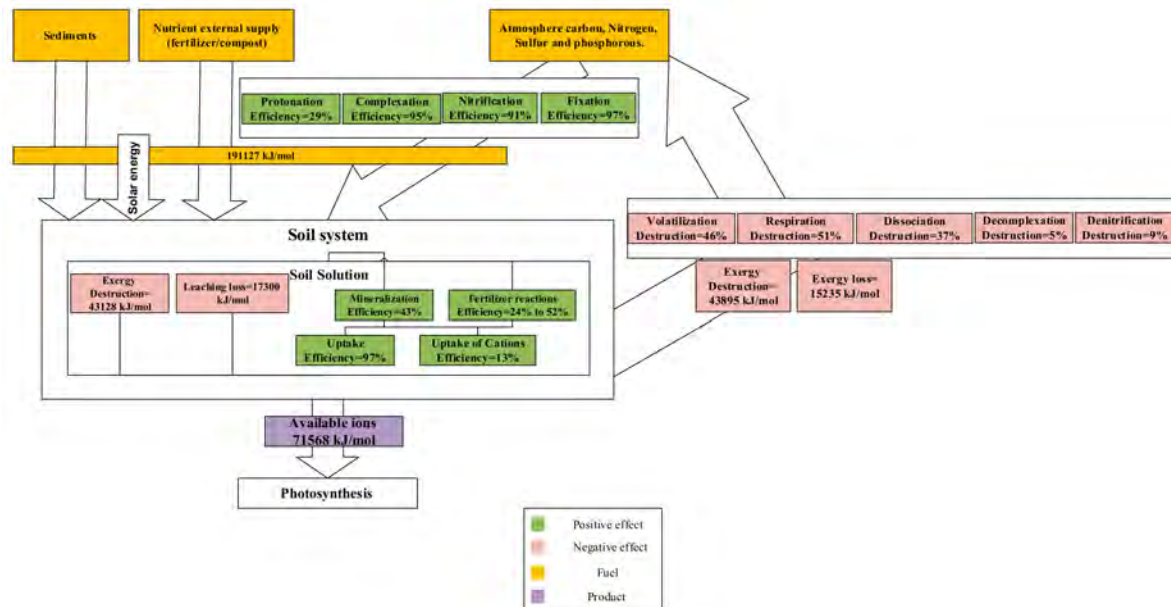 Sediments
Nutrient external supply
(fertilizer/compost)
Atmosphere carbon, Nitrogen,
Sulfur and phosphorous.
Protonation
Efficiency=29%
Complexation
Efficiency=95%
Nitrification
Efficiency=91%
Fixation
Efficiency=97%
191127 kJ/mol
Solar energy
Volatilization
Destruction=46%
Respiration
Destruction=51%
Dissociation
Destruction=37%
Decomplexation
Destruction=5%
Denitrification
Destruction=9%
Exergy
Destruction=
43895 kJ/mol
Exergy loss=
15235 kJ/mol
Soil system
Soil Solution
Exergy
Destruction=
43128 kJ/mol
Leaching loss=17300
kJ/mol
Mineralization
Efficiency=43%
Fertilizer reactions
Efficiency=24% to 52%
Uptake
Efficiency=97%
Uptake of Cations
Efficiency=13%
Available ions
71568 kJ/mol
Photosynthesis
Positive effect
Negative effect
Fuel
Product